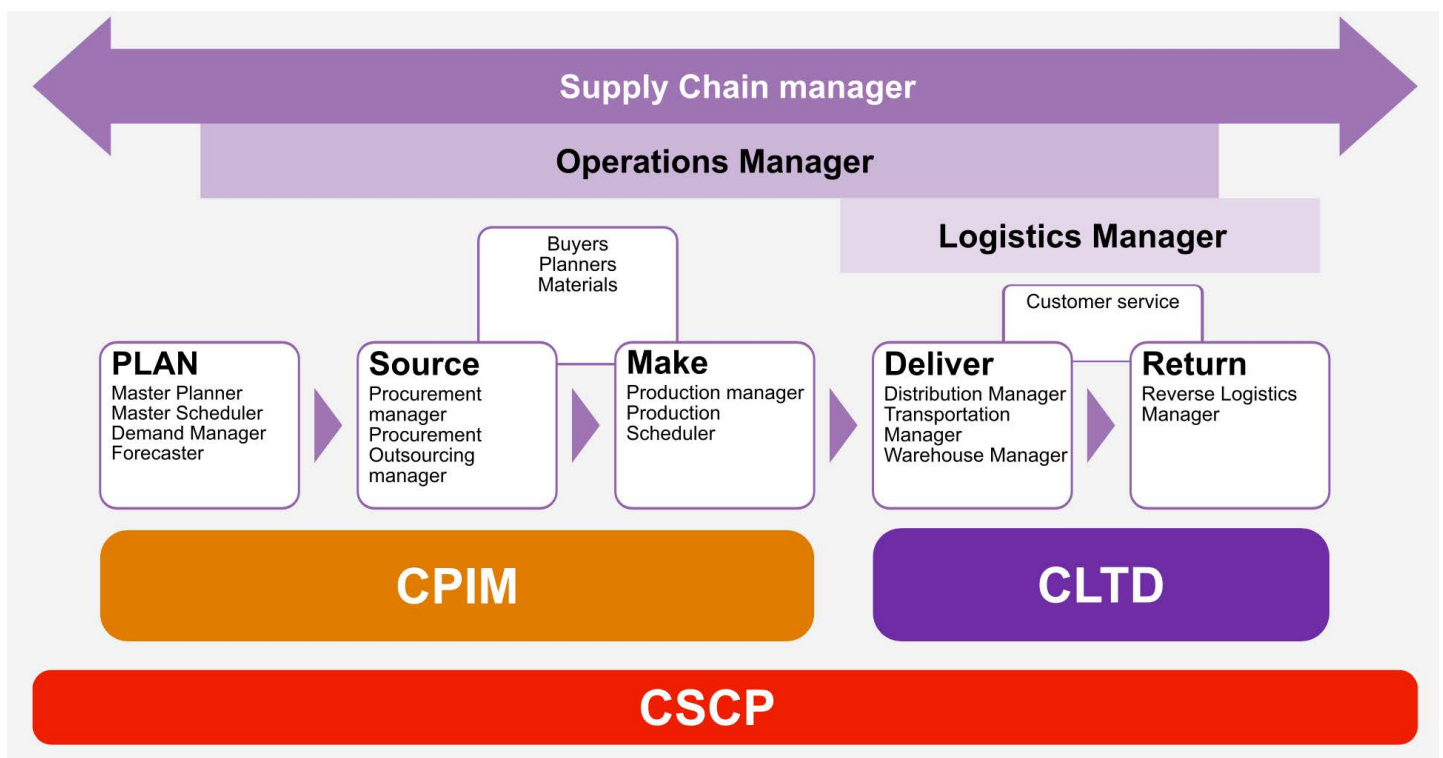 Supply Chain manager
Operations Manager
Logistics Manager
Buyers
Planners
Materials
Customer service
PLAN
Master Planner
Master Scheduler
Demand Manager
Forecaster
Source
Procurement
manager
Procurement
Outsourcing
manager
Make
Production manager
Production
Scheduler
Deliver
Distribution Manager
Transportation
Manager
Warehouse Manager
Return
Reverse Logistics
Manager
CPIM
CLTD
CSCP